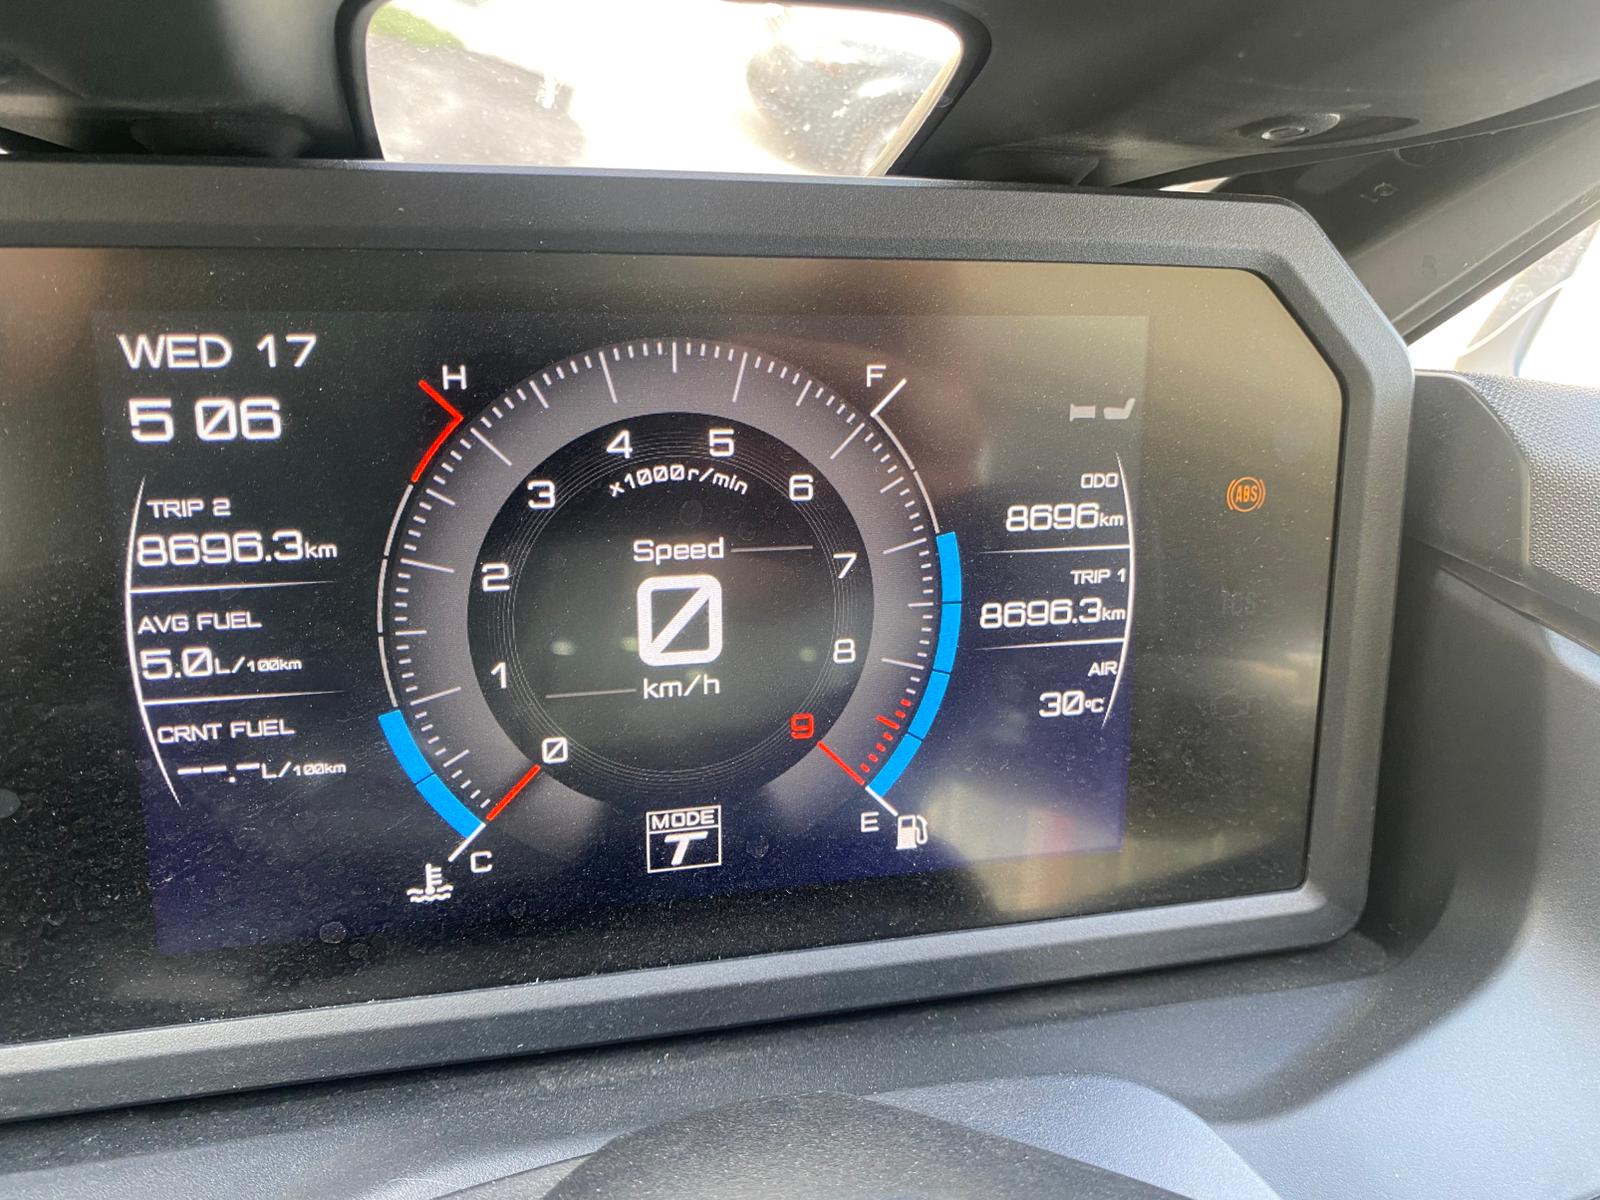 WED 17
5 06
TRIP 2
8696.3km
AVG FUEL
5.0L/100km
CRNT FUEL
--.-L/100km
H
C
0
1
2
3
4
5
6
7
8
9
x1000r/min
Speed
0
km/h
MODE
T
F
E
ODO
8696km
TRIP 1
8696.3km
AIR
30°C
ABS
TCS